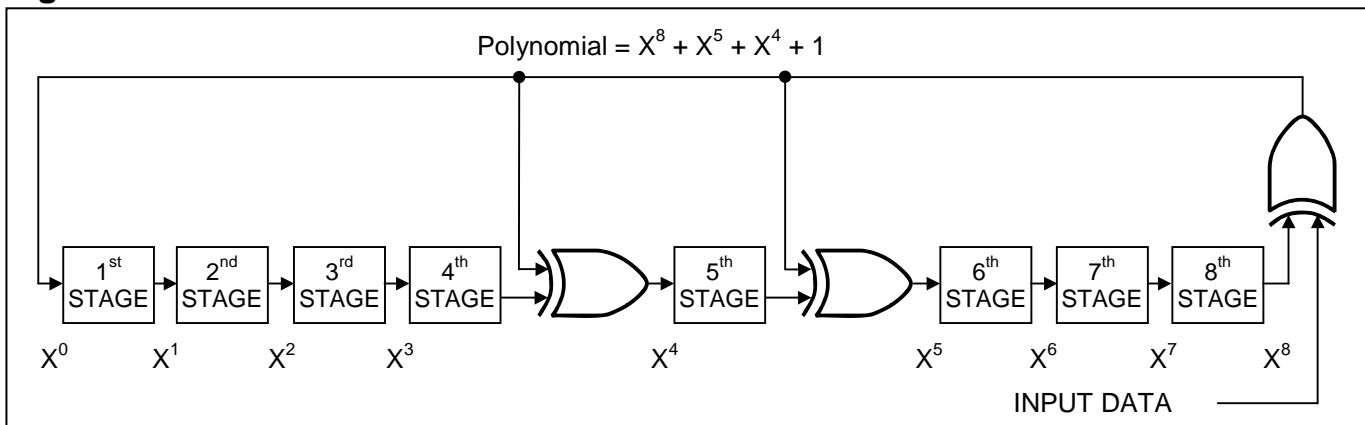 Polynomial = X⁸ + X⁵ + X⁴ + 1
1st STAGE
2nd STAGE
3rd STAGE
4th STAGE
5th STAGE
6th STAGE
7th STAGE
8th STAGE
X⁰ X¹ X² X³ X⁴ X⁵ X⁶ X⁷ X⁸
INPUT DATA